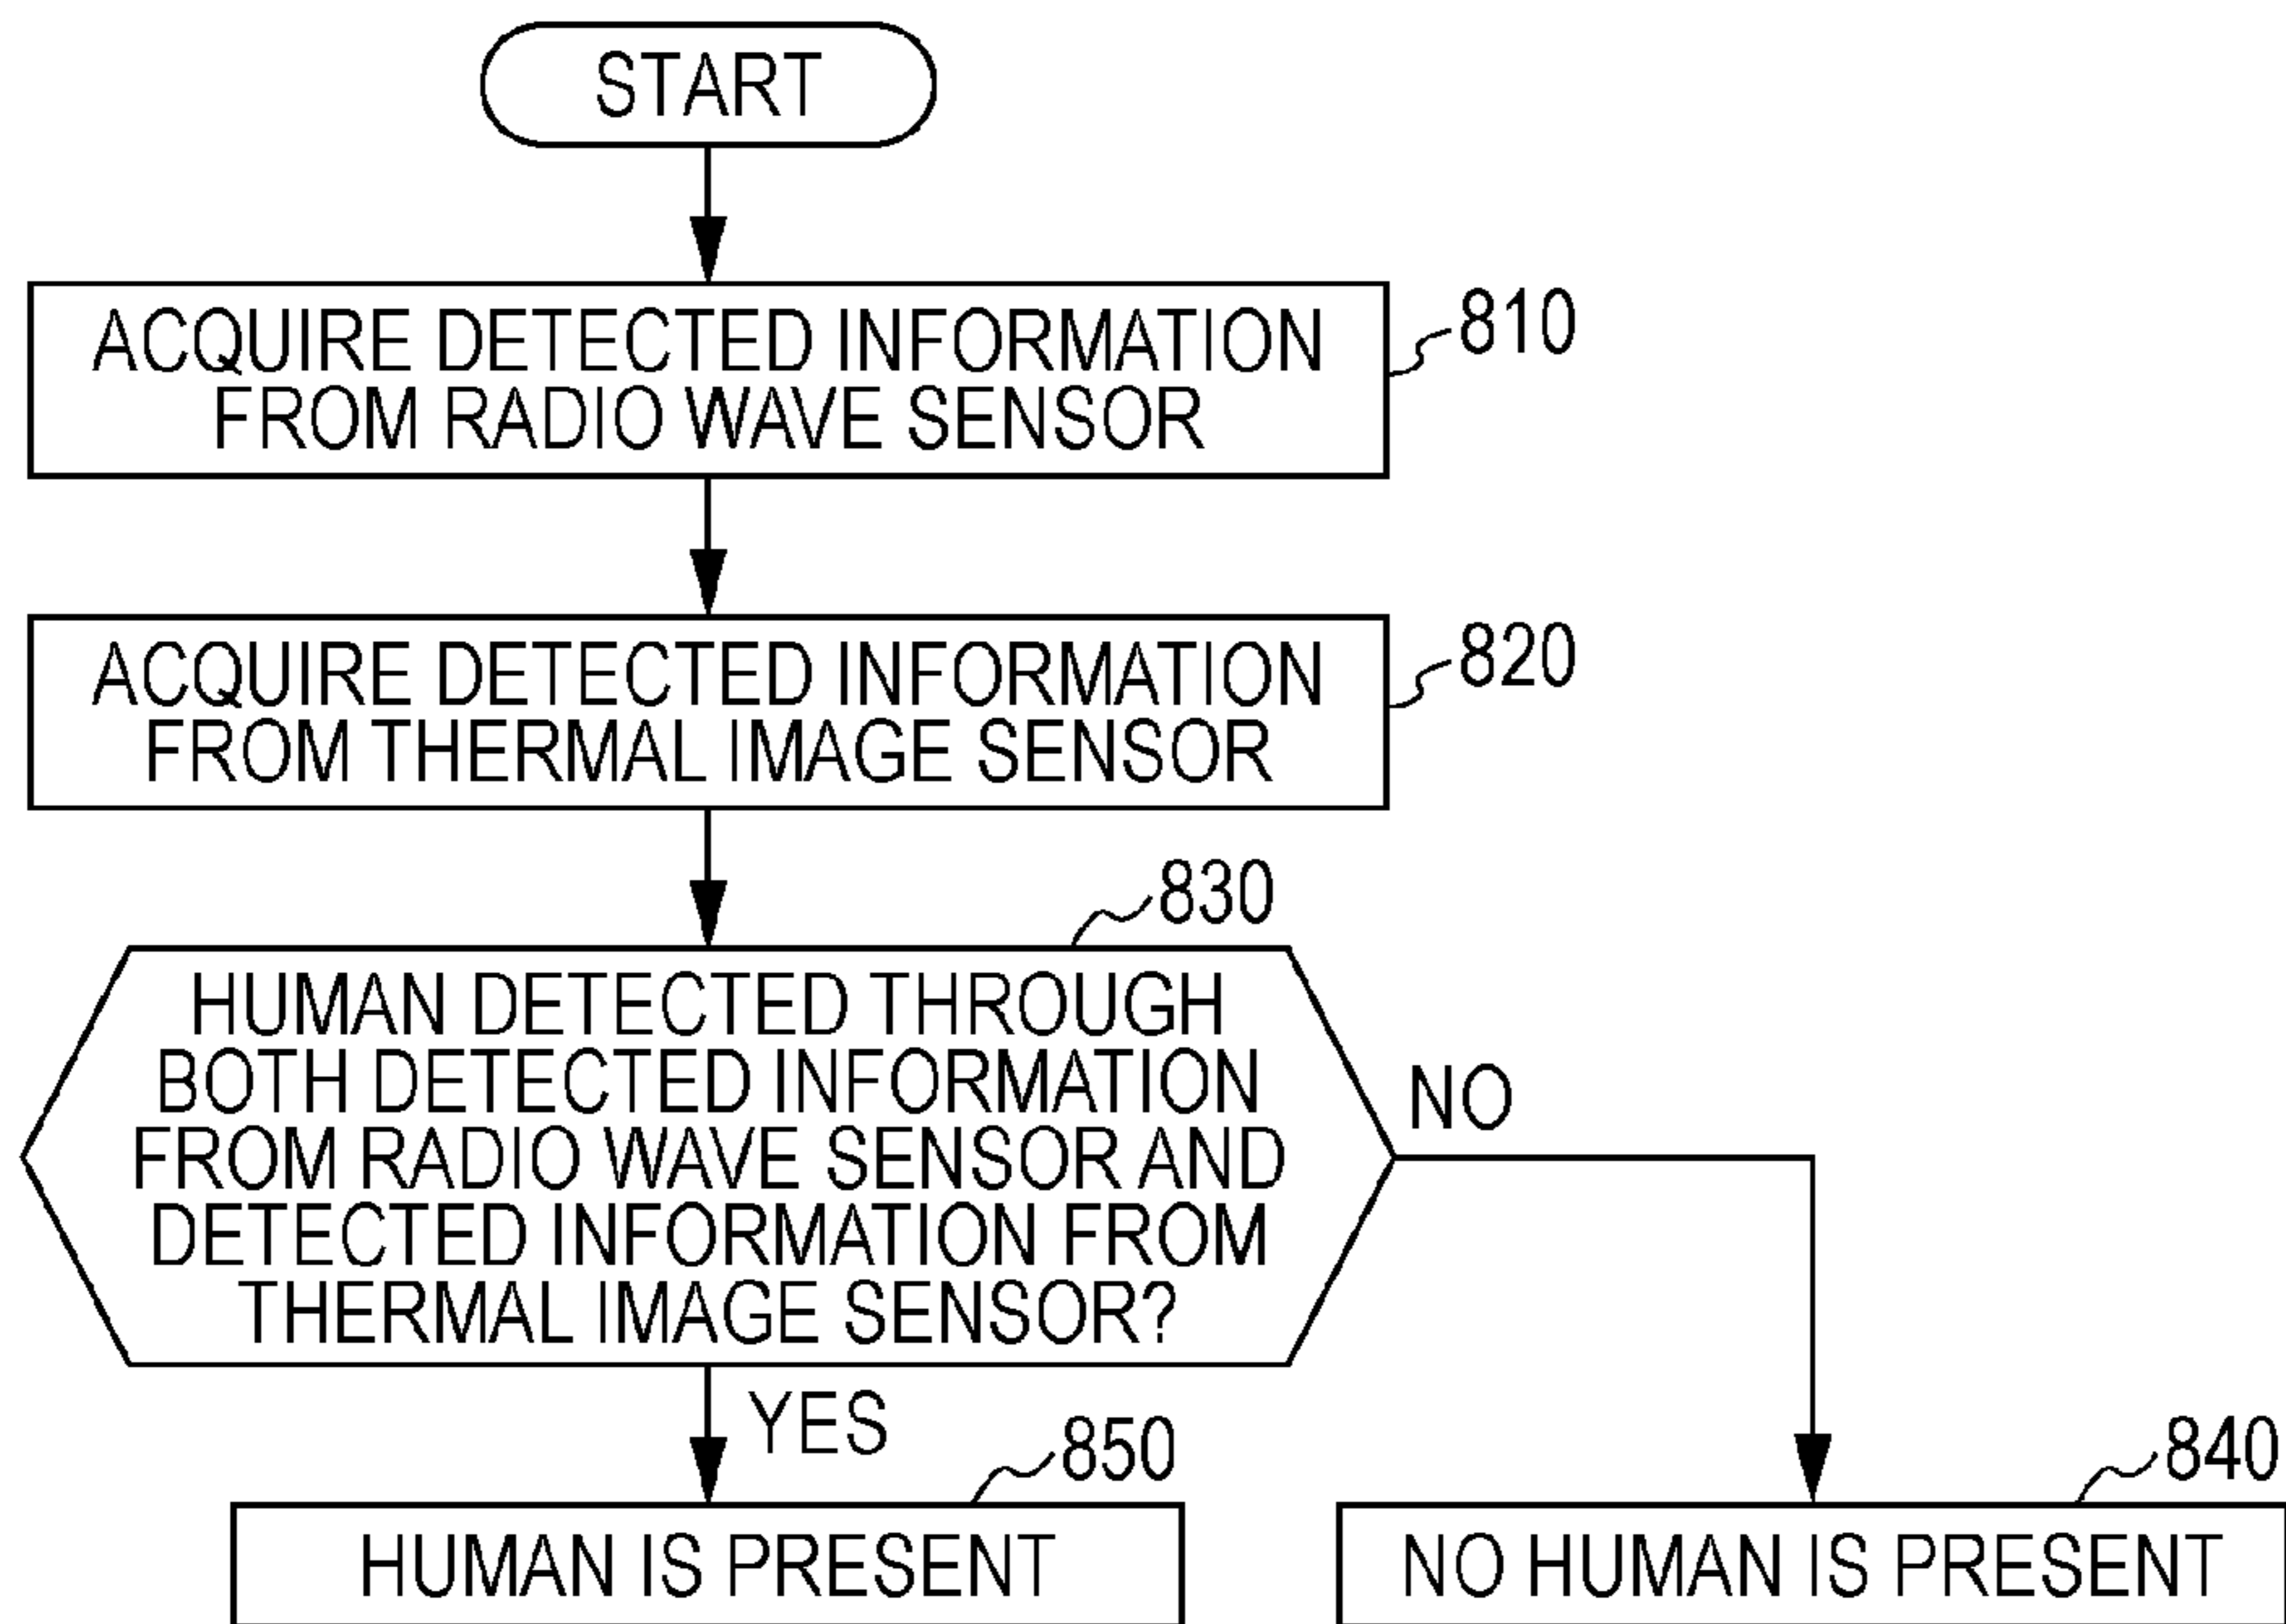 START
ACQUIRE DETECTED INFORMATION
FROM RADIO WAVE SENSOR
810
ACQUIRE DETECTED INFORMATION
FROM THERMAL IMAGE SENSOR
820
830
HUMAN DETECTED THROUGH
BOTH DETECTED INFORMATION
FROM RADIO WAVE SENSOR AND
DETECTED INFORMATION FROM
THERMAL IMAGE SENSOR?
NO
YES
850
840
HUMAN IS PRESENT
NO HUMAN IS PRESENT